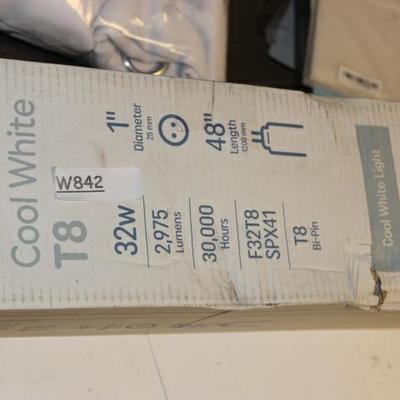 Cool White
T8
W842
1"
Diameter
25 mm
48"
Length
1200 mm
32w
2,975
Lumens
30,000
Hours
F32T8
SPX41
T8
Bi-Pin
Cool White Light